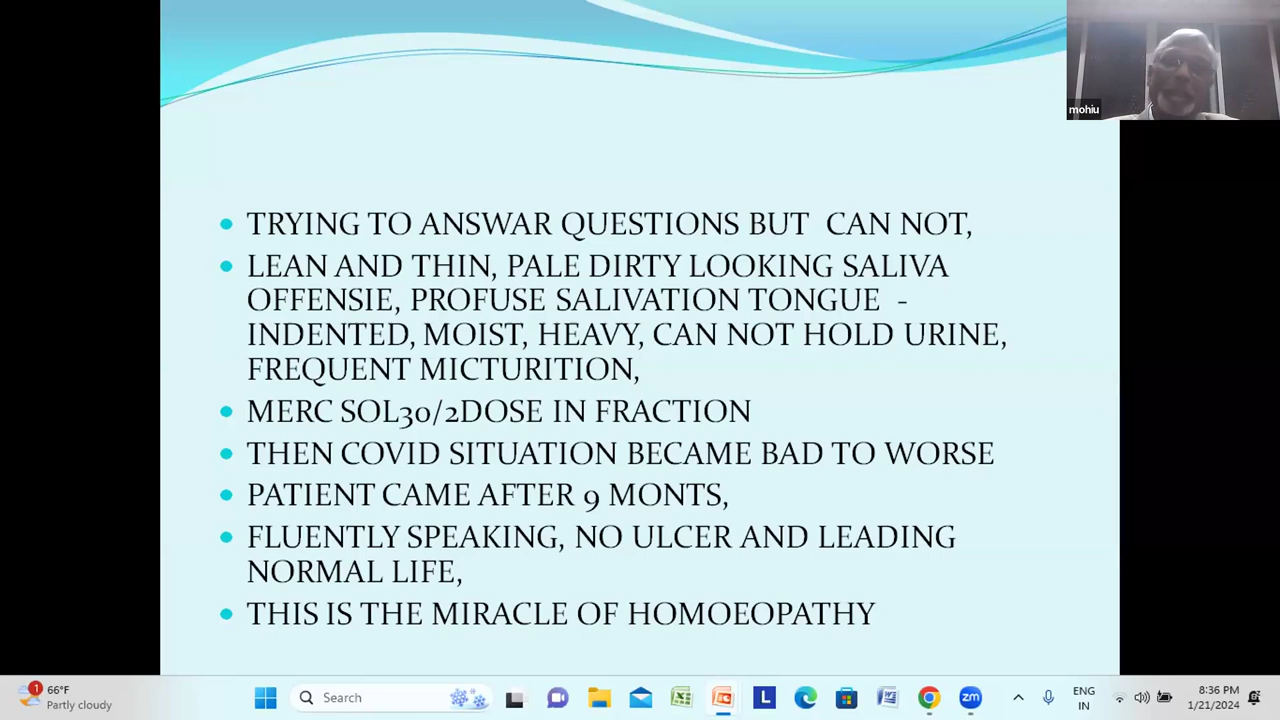 mohiu
TRYING TO ANSWAR QUESTIONS BUT CAN NOT,
LEAN AND THIN, PALE DIRTY LOOKING SALIVA
OFFENSIE, PROFUSE SALIVATION TONGUE -
INDENTED, MOIST, HEAVY, CAN NOT HOLD URINE,
FREQUENT MICTURITION,
MERC SOL30/2DOSE IN FRACTION
THEN COVID SITUATION BECAME BAD TO WORSE
PATIENT CAME AFTER 9 MONTS,
FLUENTLY SPEAKING, NO ULCER AND LEADING
NORMAL LIFE,
THIS IS THE MIRACLE OF HOMOEOPATHY
1
66°F
Partly cloudy
Search
L
zm
ENG
IN
8:36 PM
1/21/2024